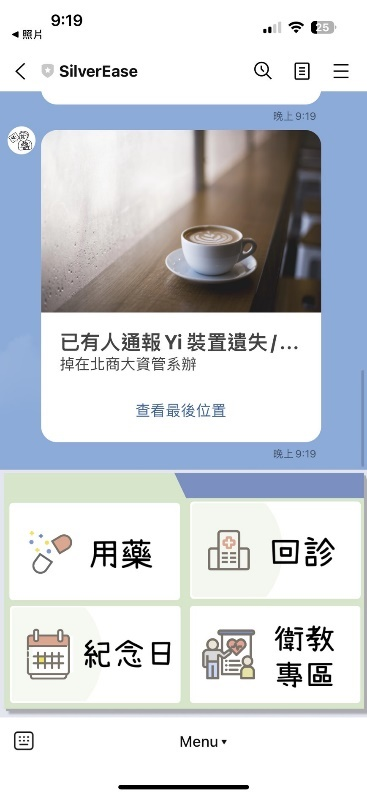 9:19
25
◀ 照片
SilverEase
晚上 9:19
已有人通報 Yi 裝置遺失/...
掉在北商大資管系辦
查看最後位置
晚上 9:19
用藥
回診
紀念日
衛教
專區
Menu ▾